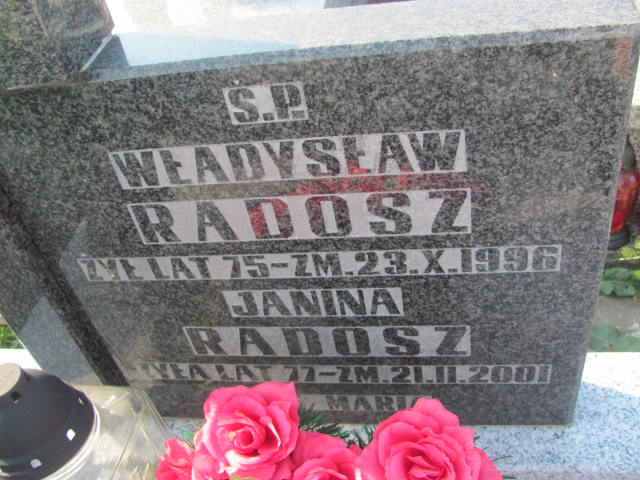 Ś.P.
WŁADYSŁAW
RADOSZ
ŻYŁ LAT 75-ZM.23.X.1996
JANINA
RADOSZ
ŻYŁA LAT 77-ZM.21.II.2001